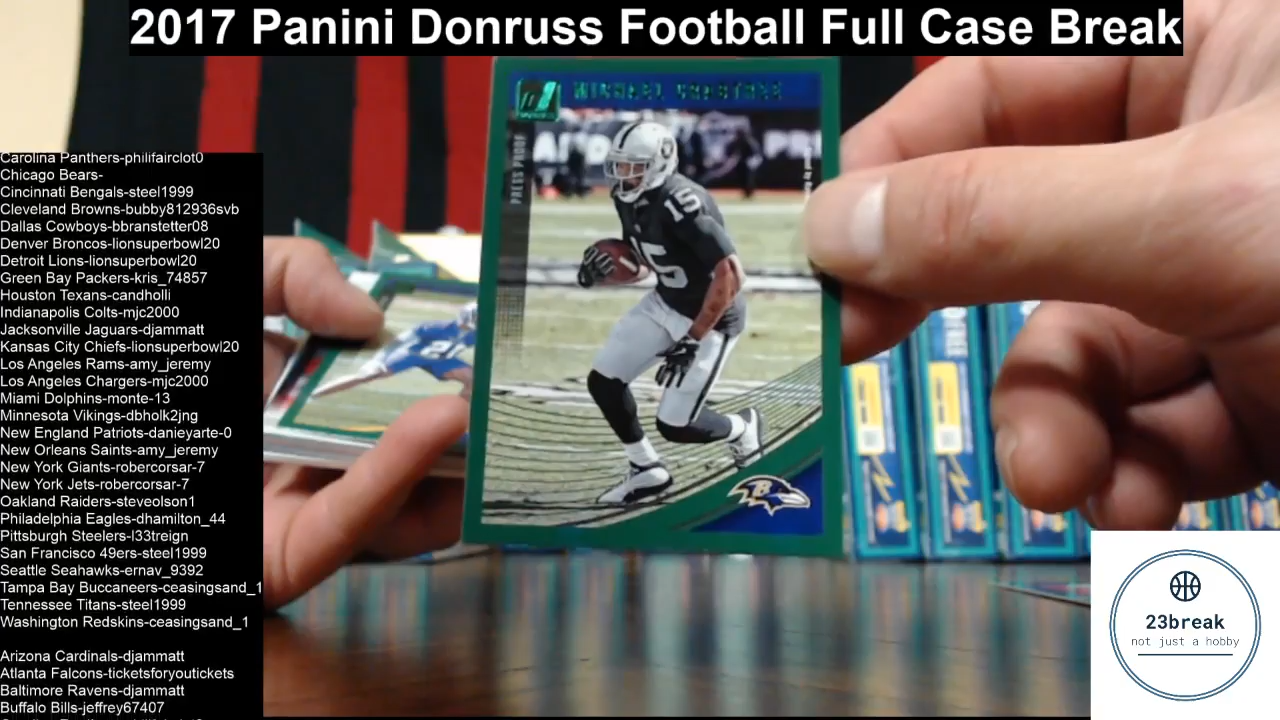 2017 Panini Donruss Football Full Case Break
MICHAEL CRABTREE
PRESS PROOF
15
15
Carolina Panthers-philifairclot0
Chicago Bears-
Cincinnati Bengals-steel1999
Cleveland Browns-bubby812936svb
Dallas Cowboys-bbranstetter08
Denver Broncos-lionsuperbowl20
Detroit Lions-lionsuperbowl20
Green Bay Packers-kris_74857
Houston Texans-candholli
Indianapolis Colts-mjc2000
Jacksonville Jaguars-djammatt
Kansas City Chiefs-lionsuperbowl20
Los Angeles Rams-amy_jeremy
Los Angeles Chargers-mjc2000
Miami Dolphins-monte-13
Minnesota Vikings-dbholk2jng
New England Patriots-danieyarte-0
New Orleans Saints-amy_jeremy
New York Giants-robercorsar-7
New York Jets-robercorsar-7
Oakland Raiders-steveolson1
Philadelphia Eagles-dhamilton_44
Pittsburgh Steelers-l33treign
San Francisco 49ers-steel1999
Seattle Seahawks-ernav_9392
Tampa Bay Buccaneers-ceasingsand_1
Tennessee Titans-steel1999
Washington Redskins-ceasingsand_1
Arizona Cardinals-djammatt
Atlanta Falcons-ticketsforyoutickets
Baltimore Ravens-djammatt
Buffalo Bills-jeffrey67407
23break
not just a hobby